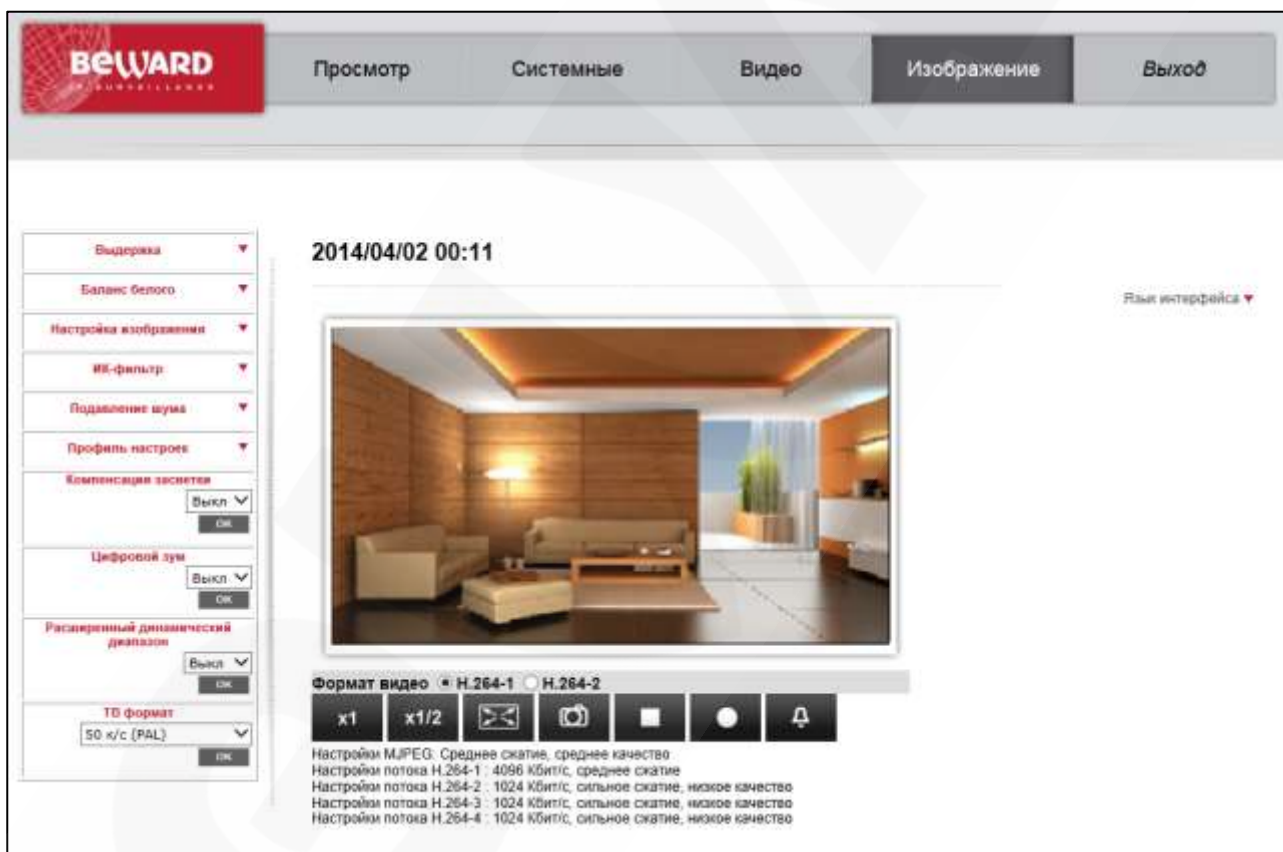 BEWARD
IP SURVEILLANCE
Просмотр
Системные
Видео
Изображение
Выход
2014/04/02 00:11
Язык интерфейса
Выдержка
Баланс белого
Настройка изображения
ИК-фильтр
Подавление шума
Профиль настроек
Компенсация засветки
Выкл
OK
Цифровой зум
Выкл
OK
Расширенный динамический
диапазон
Выкл
OK
ТВ формат
50 к/с (PAL)
OK
Формат видео H.264-1 H.264-2
x1
x1/2
Настройки MJPEG: Среднее сжатие, среднее качество
Настройки потока H.264-1 : 4096 Кбит/с, среднее сжатие
Настройки потока H.264-2 : 1024 Кбит/с, сильное сжатие, низкое качество
Настройки потока H.264-3 : 1024 Кбит/с, сильное сжатие, низкое качество
Настройки потока H.264-4 : 1024 Кбит/с, сильное сжатие, низкое качество